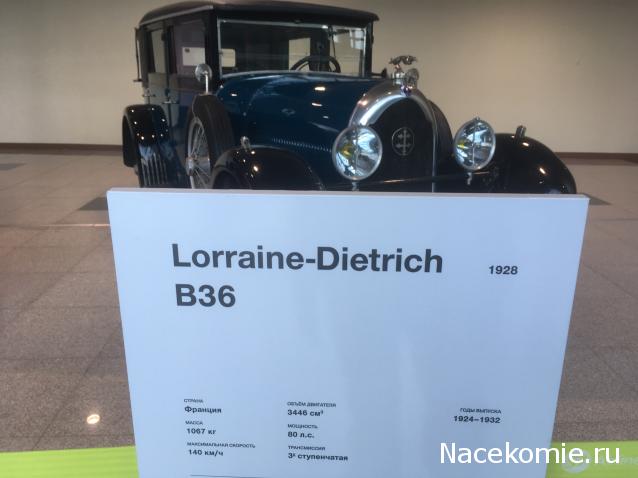 Lorraine-Dietrich 1928
B36
СТРАНА ОБЪЁМ ДВИГАТЕЛЯ ГОДЫ ВЫПУСКА
Франция 3446 см³ 1924–1932
МАССА МОЩНОСТЬ
1067 кг 80 л.с.
МАКСИМАЛЬНАЯ СКОРОСТЬ ТРАНСМИССИЯ
140 км/ч 3х ступенчатая
Nacekomie.ru